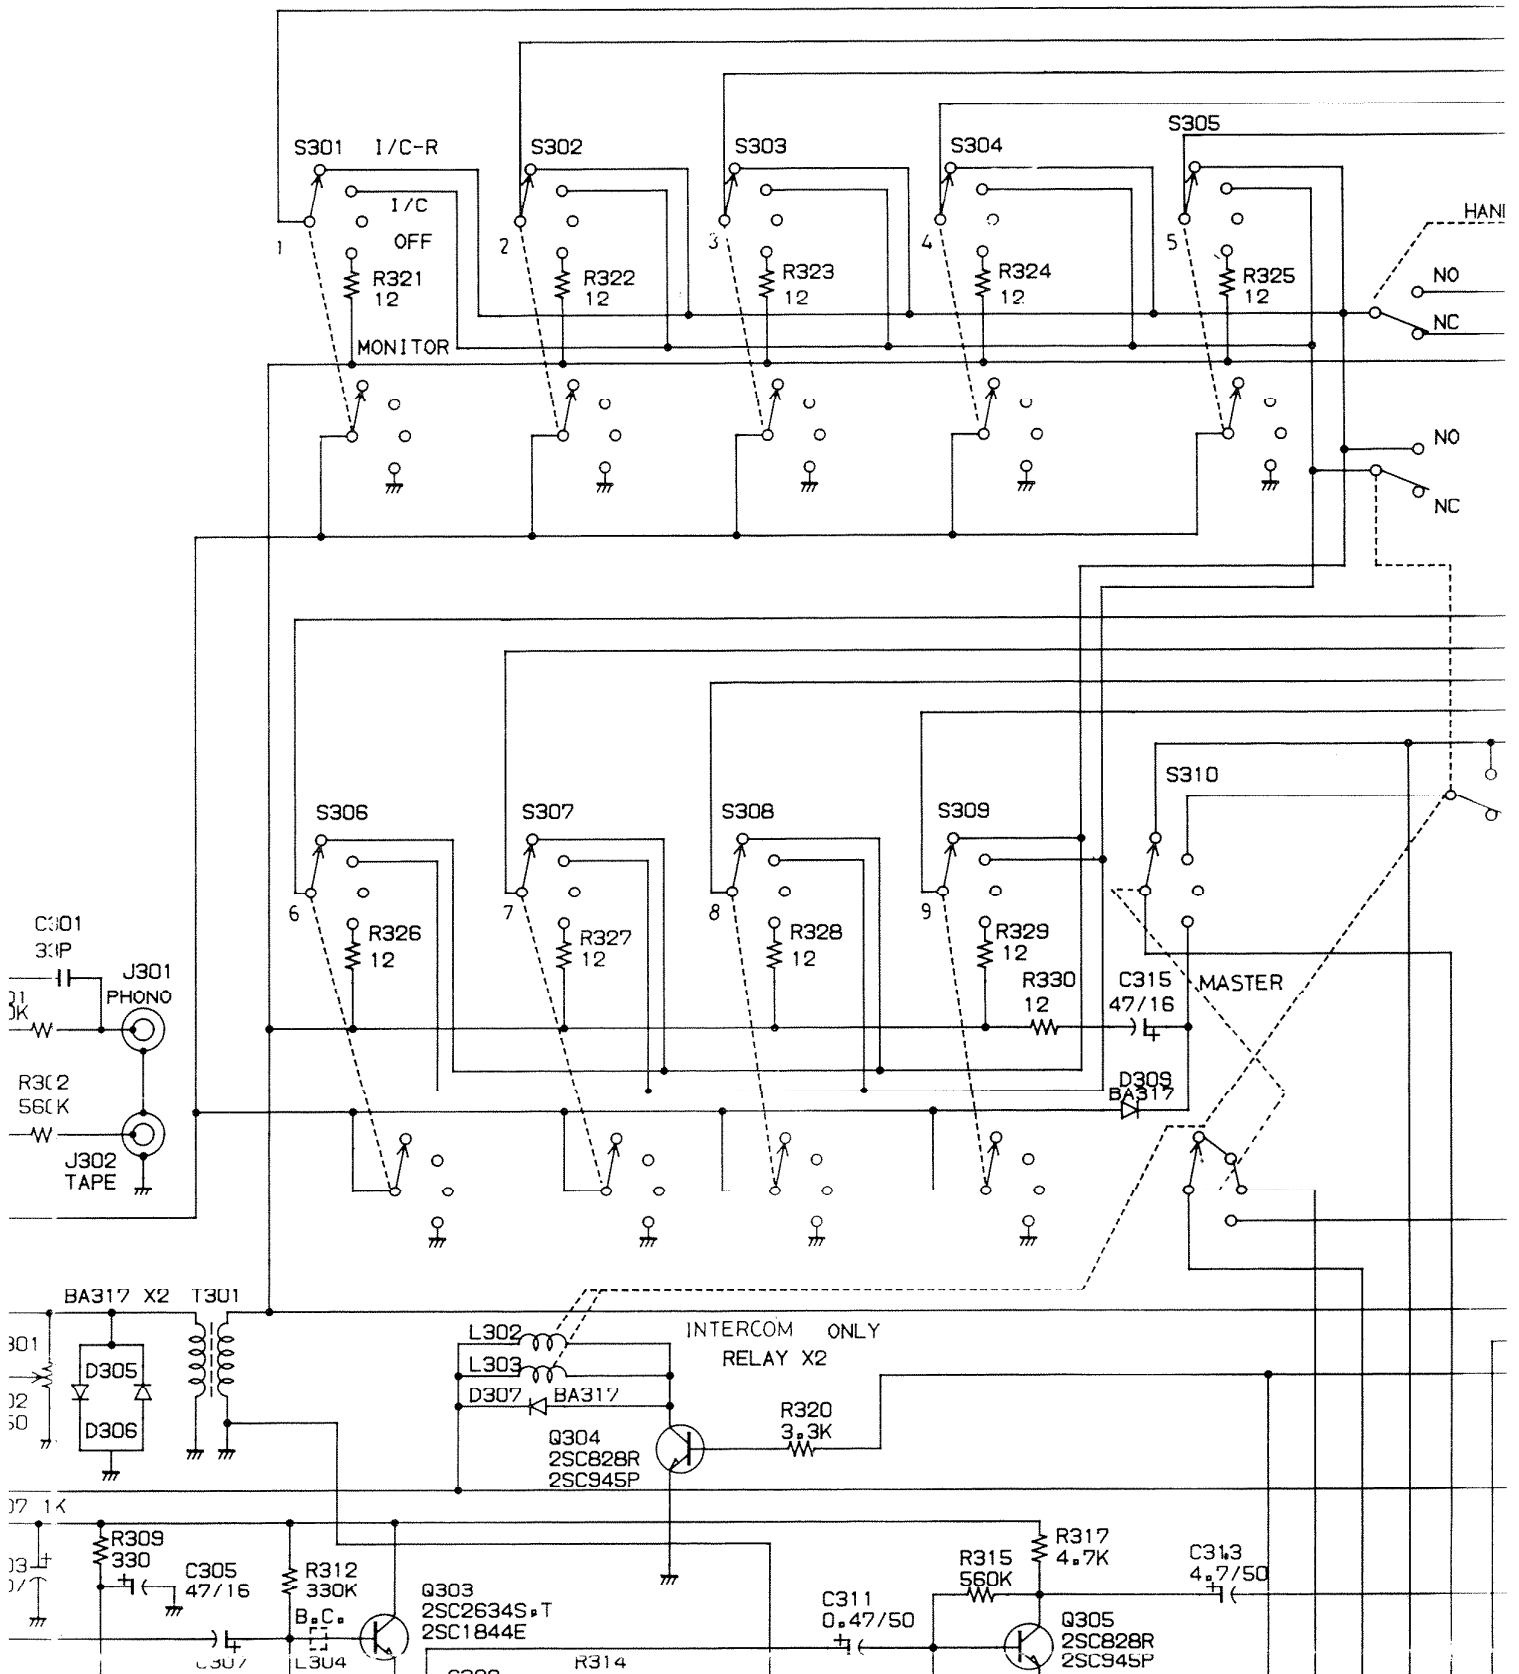 S301 I/C-R
S302
S303
S304
S305
I/C
OFF
2
3
4
5
R321
12
R322
12
R323
12
R324
12
R325
12
MONITOR
NO
NC
NO
NC
S306
S307
S308
S309
S310
6
7
8
9
R326
12
R327
12
R328
12
R329
12
R330
12
C315
47/16
MASTER
D309
BA317
C301
33P
J301
PHONO
R302
560K
J302
TAPE
BA317 X2 T301
D305
D306
L302
L303
D307 BA317
INTERCOM ONLY
RELAY X2
Q304
2SC828R
2SC945P
R320
3.3K
1K
R309
330
C305
47/16
R312
330K
B.C.
L304
C307
Q303
2SC2634S.T
2SC1844E
R314
C311
0.47/50
R315
560K
R317
4.7K
Q305
2SC828R
2SC945P
C313
4.7/50